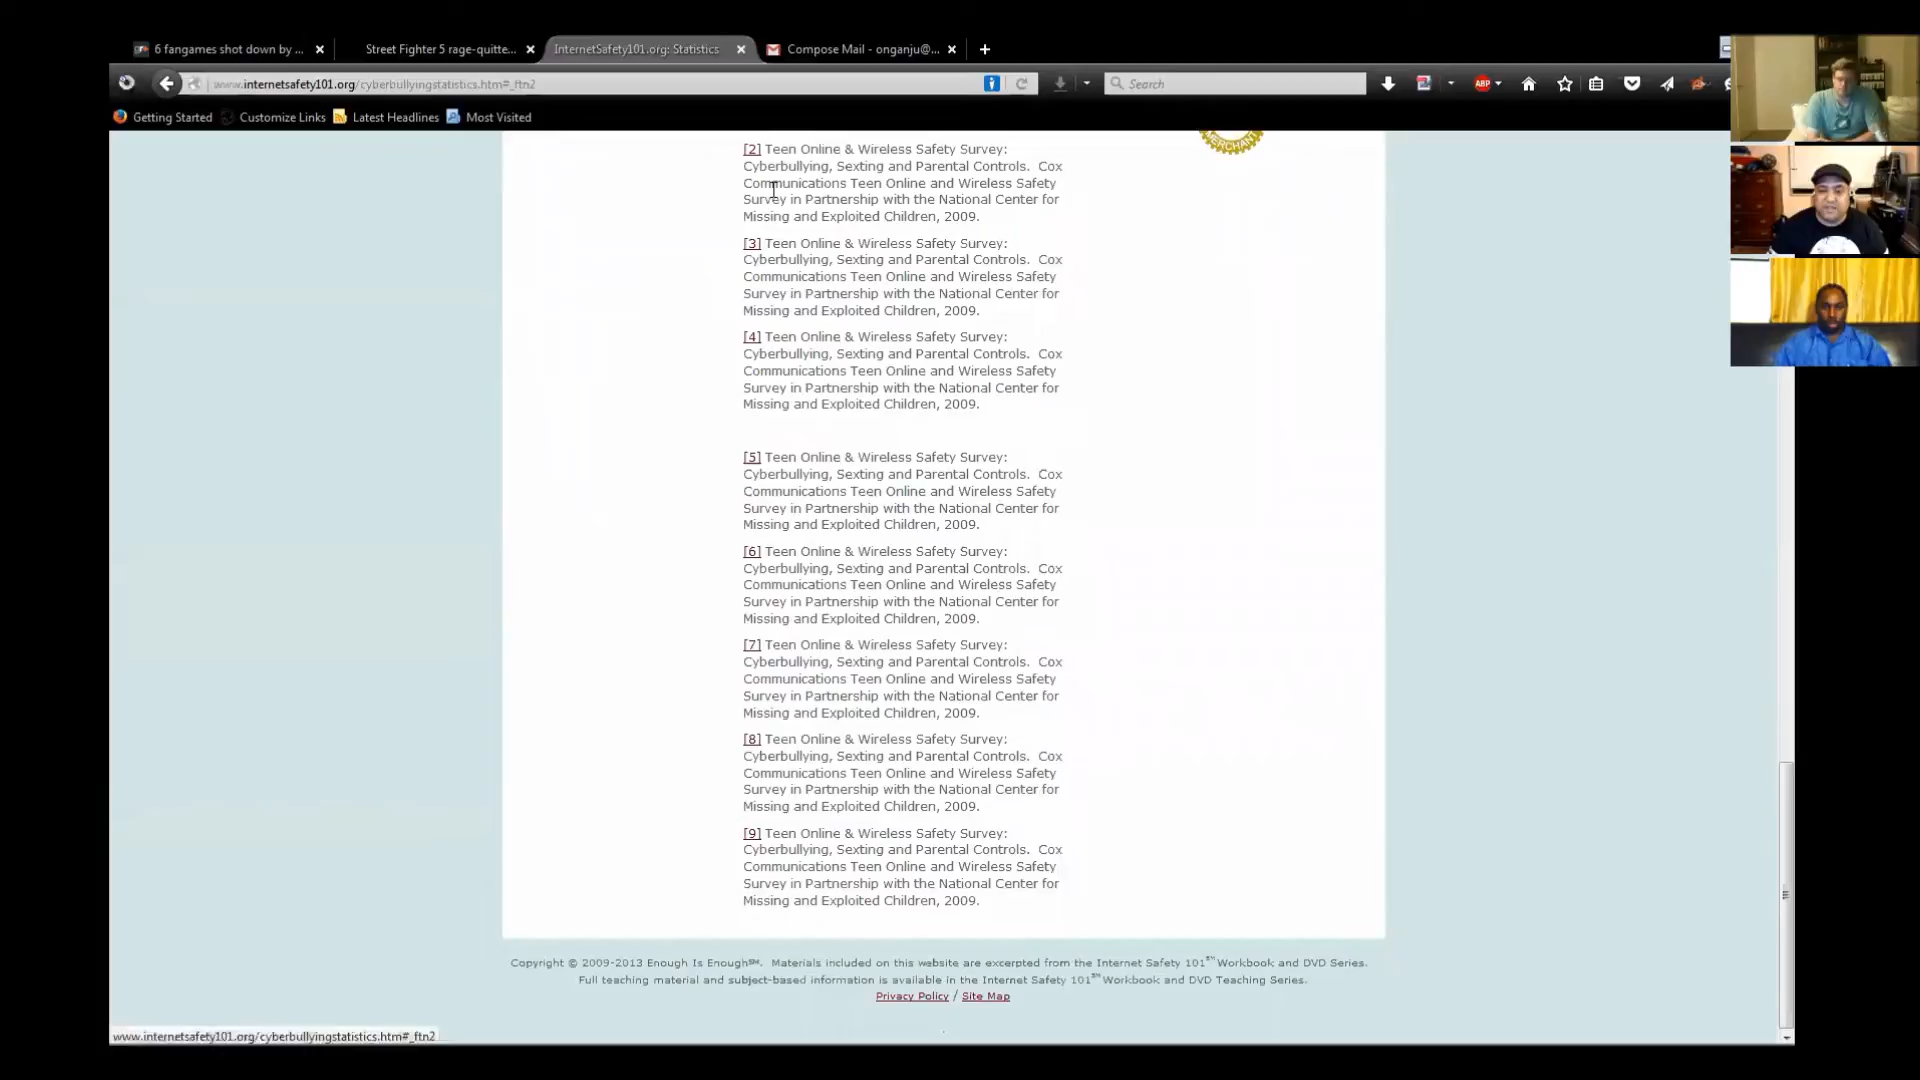 6 fangames shot down by ...
Street Fighter 5 rage-quitte...
InternetSafety101.org: Statistics
Compose Mail - onganju@...
www.internetsafety101.org/cyberbullyingstatistics.htm#_ftn2
Search
ABP
Getting Started
Customize Links
Latest Headlines
Most Visited
MERCHANT
[2] Teen Online & Wireless Safety Survey:
Cyberbullying, Sexting and Parental Controls. Cox
Communications Teen Online and Wireless Safety
Survey in Partnership with the National Center for
Missing and Exploited Children, 2009.
[3] Teen Online & Wireless Safety Survey:
Cyberbullying, Sexting and Parental Controls. Cox
Communications Teen Online and Wireless Safety
Survey in Partnership with the National Center for
Missing and Exploited Children, 2009.
[4] Teen Online & Wireless Safety Survey:
Cyberbullying, Sexting and Parental Controls. Cox
Communications Teen Online and Wireless Safety
Survey in Partnership with the National Center for
Missing and Exploited Children, 2009.
[5] Teen Online & Wireless Safety Survey:
Cyberbullying, Sexting and Parental Controls. Cox
Communications Teen Online and Wireless Safety
Survey in Partnership with the National Center for
Missing and Exploited Children, 2009.
[6] Teen Online & Wireless Safety Survey:
Cyberbullying, Sexting and Parental Controls. Cox
Communications Teen Online and Wireless Safety
Survey in Partnership with the National Center for
Missing and Exploited Children, 2009.
[7] Teen Online & Wireless Safety Survey:
Cyberbullying, Sexting and Parental Controls. Cox
Communications Teen Online and Wireless Safety
Survey in Partnership with the National Center for
Missing and Exploited Children, 2009.
[8] Teen Online & Wireless Safety Survey:
Cyberbullying, Sexting and Parental Controls. Cox
Communications Teen Online and Wireless Safety
Survey in Partnership with the National Center for
Missing and Exploited Children, 2009.
[9] Teen Online & Wireless Safety Survey:
Cyberbullying, Sexting and Parental Controls. Cox
Communications Teen Online and Wireless Safety
Survey in Partnership with the National Center for
Missing and Exploited Children, 2009.
Copyright © 2009-2013 Enough Is Enough℠. Materials included on this website are excerpted from the Internet Safety 101℠ Workbook and DVD Series.
Full teaching material and subject-based information is available in the Internet Safety 101℠ Workbook and DVD Teaching Series.
Privacy Policy / Site Map
www.internetsafety101.org/cyberbullyingstatistics.htm#_ftn2